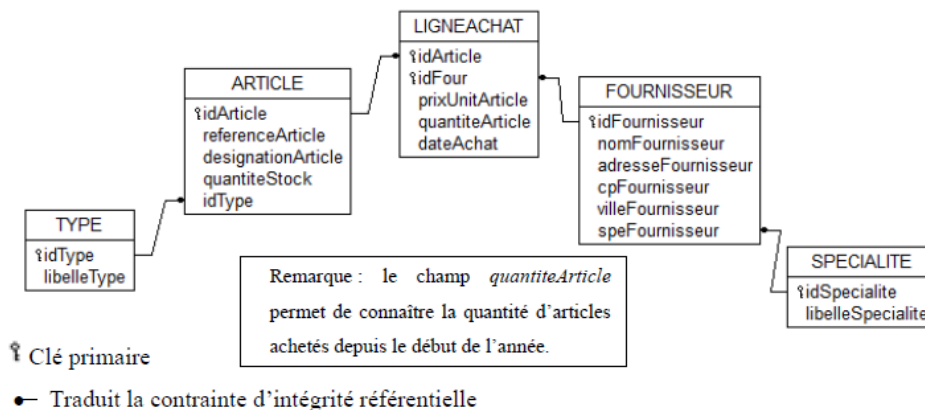 LIGNEACHAT
idArticle
idFour
prixUnitArticle
quantiteArticle
dateAchat
ARTICLE
idArticle
referenceArticle
designationArticle
quantiteStock
idType
FOURNISSEUR
idFournisseur
nomFournisseur
adresseFournisseur
cpFournisseur
villeFournisseur
speFournisseur
TYPE
idType
libelleType
SPECIALITE
idSpecialite
libelleSpecialite
Remarque : le champ quantiteArticle
permet de connaître la quantité d'articles
achetés depuis le début de l'année.
Clé primaire
Traduit la contrainte d'intégrité référentielle